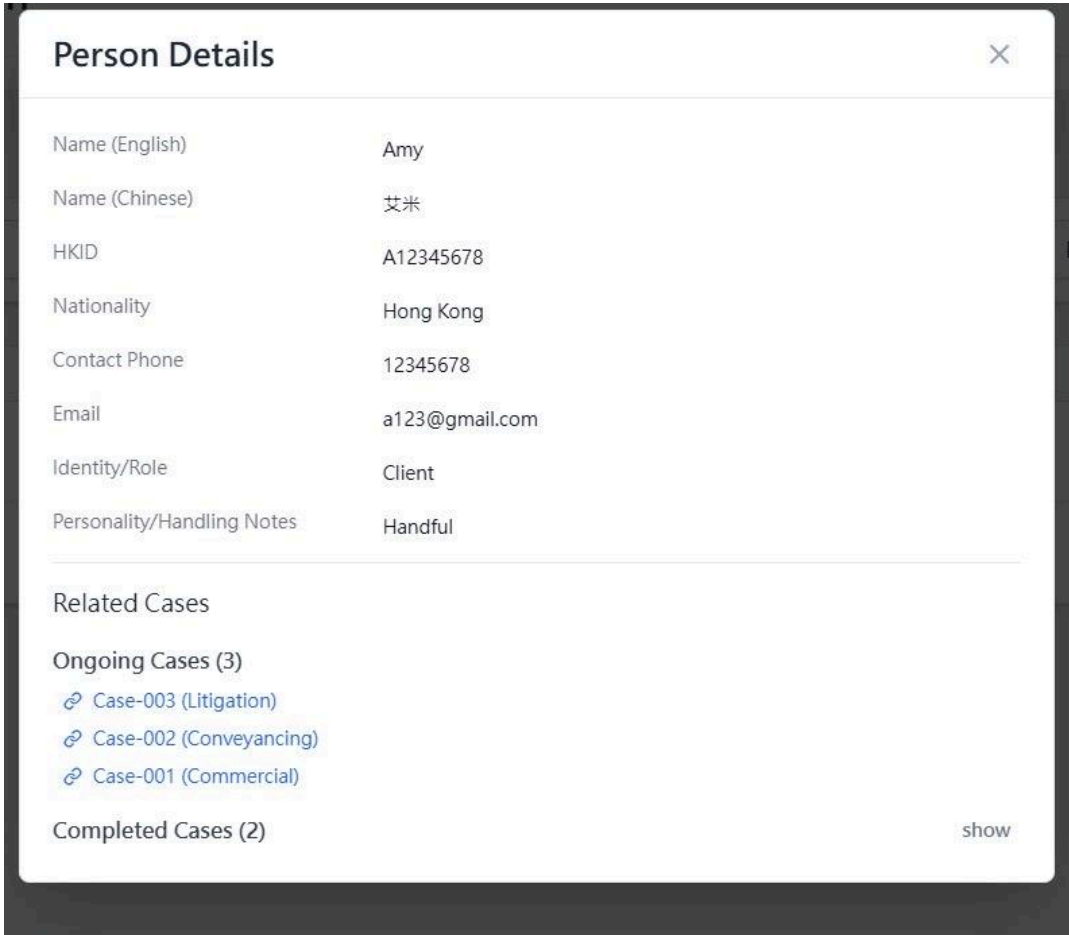 Person Details
Name (English) Amy
Name (Chinese) 艾米
HKID A12345678
Nationality Hong Kong
Contact Phone 12345678
Email a123@gmail.com
Identity/Role Client
Personality/Handling Notes Handful
Related Cases
Ongoing Cases (3)
Case-003 (Litigation)
Case-002 (Conveyancing)
Case-001 (Commercial)
Completed Cases (2) show